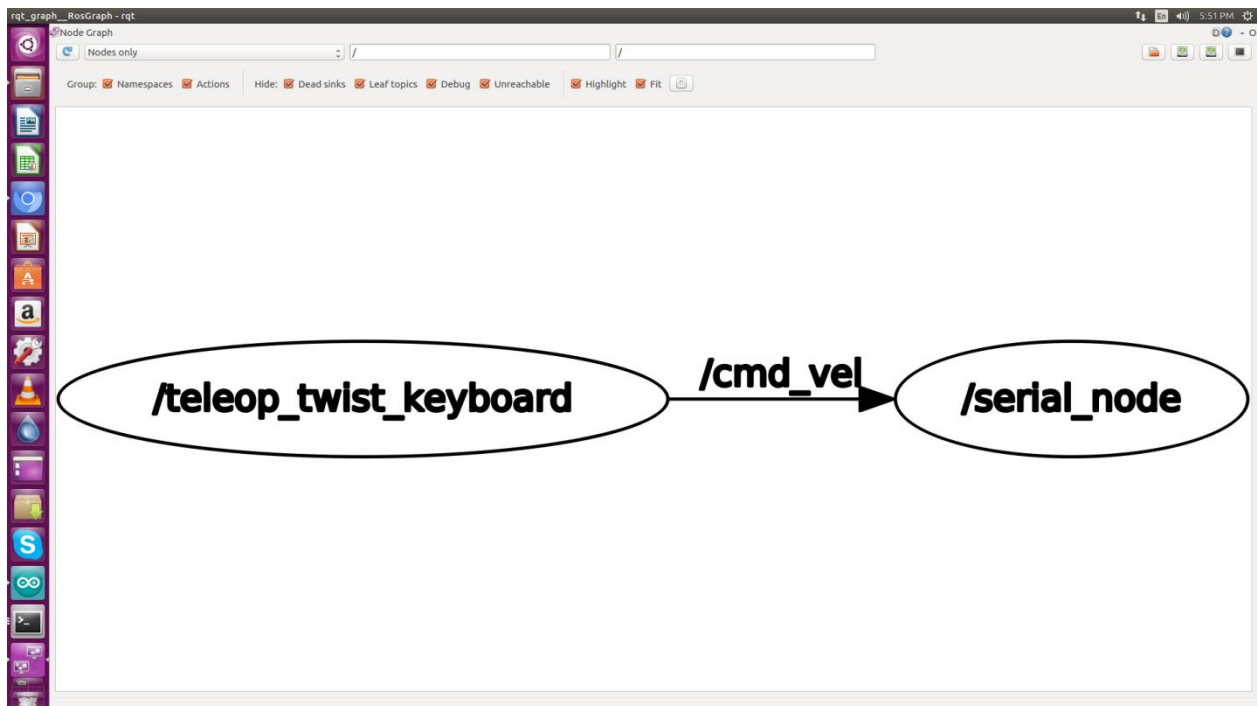 rqt_graph__RosGraph - rqt
En 5:51 PM
Node Graph
D - O
Nodes only / /
Group: Namespaces Actions Hide: Dead sinks Leaf topics Debug Unreachable Highlight Fit
/teleop_twist_keyboard /cmd_vel /serial_node